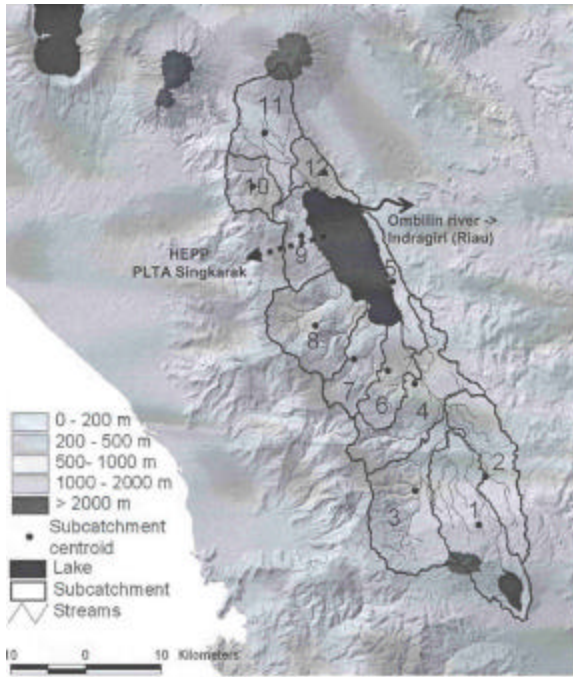 11
10
Ombilin river ->
Indragiri (Riau)
HEPP
PLTA Singkarak
9
5
8
7
6
4
2
3
1
0 - 200 m
200 - 500 m
500- 1000 m
1000 - 2000 m
> 2000 m
Subcatchment
centroid
Lake
Subcatchment
Streams
10 0 10 Kilometers